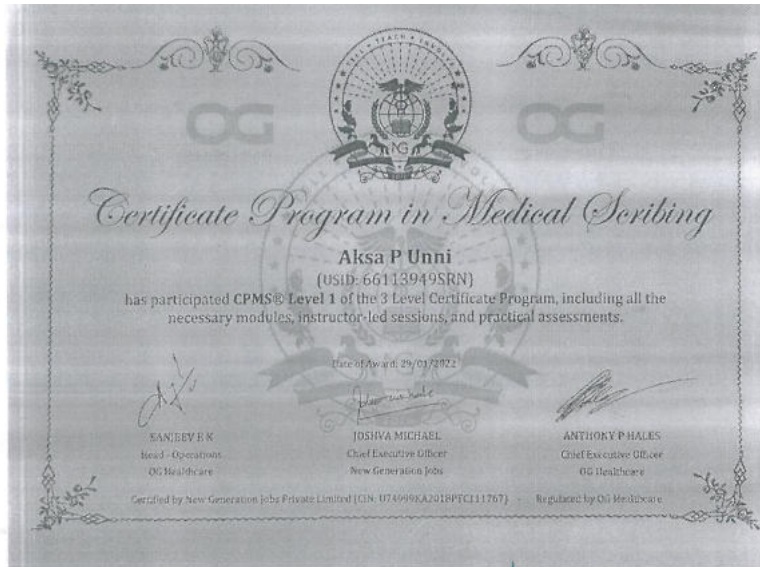 OG
OG
NG
Certificate Program in Medical Scribing
Aksa P Unni
(USID: 66113949SRN)
has participated CPMS® Level 1 of the 3 Level Certificate Program, including all the
necessary modules, instructor-led sessions, and practical assessments.
Date of Award: 29/01/2022
SANJEEV E K
Head - Operations
OG Healthcare
JOSHVA MICHAEL
Chief Executive Officer
New Generation Jobs
ANTHONY P HALES
Chief Executive Officer
OG Healthcare
Certified by New Generation Jobs Private Limited (CIN: U74999KA2018PTC111767) - Regulated by OG Healthcare